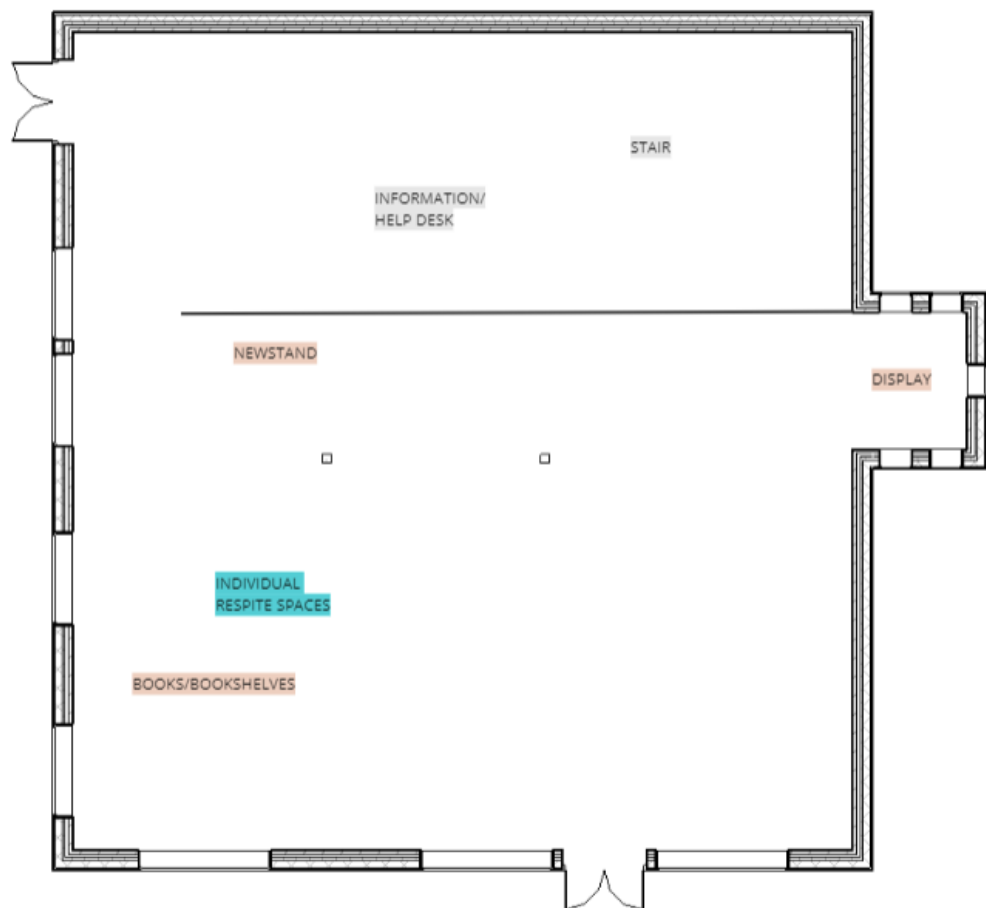 STAIR
INFORMATION/
HELP DESK
NEWSTAND
DISPLAY
INDIVIDUAL
RESPITE SPACES
BOOKS/BOOKSHELVES